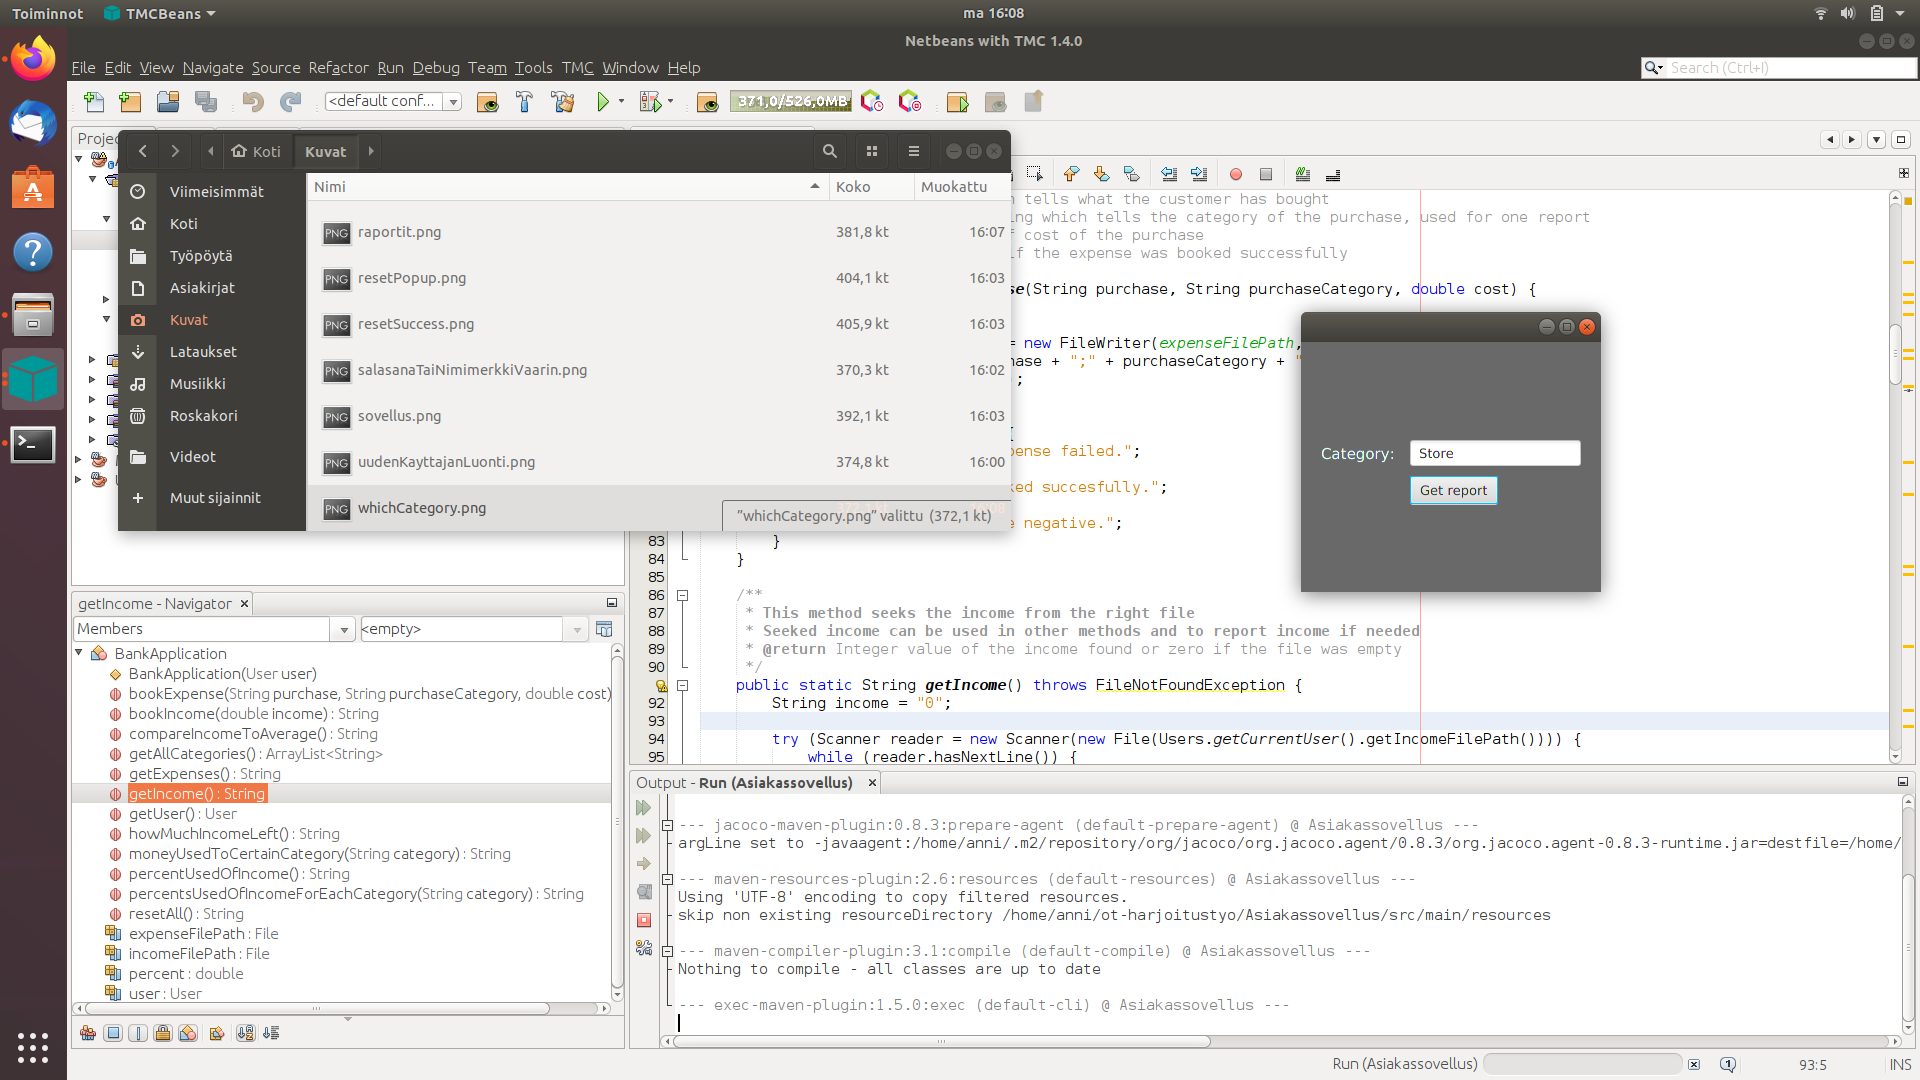 Toiminnot
TMCBeans
ma 16:08
Netbeans with TMC 1.4.0
File Edit View Navigate Source Refactor Run Debug Team Tools TMC Window Help
Search (Ctrl+I)
<default conf...
371,0/526,0MB
Projec
Koti
Kuvat
Nimi
Koko
Muokattu
Viimeisimmät
Koti
Työpöytä
Asiakirjat
Kuvat
Lataukset
Musiikki
Roskakori
Videot
Muut sijainnit
PNG raportit.png 381,8 kt 16:07
PNG resetPopup.png 404,1 kt 16:03
PNG resetSuccess.png 405,9 kt 16:03
PNG salasanaTaiNimimerkkiVaarin.png 370,3 kt 16:02
PNG sovellus.png 392,1 kt 16:03
PNG uudenKayttajanLuonti.png 374,8 kt 16:00
PNG whichCategory.png
"whichCategory.png" valittu (372,1 kt)
tells what the customer has bought
ng which tells the category of the purchase, used for one report
cost of the purchase
f the expense was booked successfully
se(String purchase, String purchaseCategory, double cost) {
= new FileWriter(expenseFilePath,
hase + ";" + purchaseCategory + "
;
{
pense failed.";
ked succesfully.";
e negative.";
83 }
84 }
85
86 /**
87 * This method seeks the income from the right file
88 * Seeked income can be used in other methods and to report income if needed
89 * @return Integer value of the income found or zero if the file was empty
90 */
public static String getIncome() throws FileNotFoundException {
92 String income = "0";
93
94 try (Scanner reader = new Scanner(new File(Users.getCurrentUser().getIncomeFilePath()))) {
95 while (reader.hasNextLine()) {
Category: Store
Get report
getIncome - Navigator
Members
<empty>
BankApplication
BankApplication(User user)
bookExpense(String purchase, String purchaseCategory, double cost)
bookIncome(double income) : String
compareIncomeToAverage() : String
getAllCategories() : ArrayList<String>
getExpenses() : String
getIncome() : String
getUser() : User
howMuchIncomeLeft() : String
moneyUsedToCertainCategory(String category) : String
percentUsedOfIncome() : String
percentsUsedOfIncomeForEachCategory(String category) : String
resetAll() : String
expenseFilePath : File
incomeFilePath : File
percent : double
user : User
Output - Run (Asiakassovellus)
--- jacoco-maven-plugin:0.8.3:prepare-agent (default-prepare-agent) @ Asiakassovellus ---
argLine set to -javaagent:/home/anni/.m2/repository/org/jacoco/org.jacoco.agent/0.8.3/org.jacoco.agent-0.8.3-runtime.jar=destfile=/home/
--- maven-resources-plugin:2.6:resources (default-resources) @ Asiakassovellus ---
Using 'UTF-8' encoding to copy filtered resources.
skip non existing resourceDirectory /home/anni/ot-harjoitustyo/Asiakassovellus/src/main/resources
--- maven-compiler-plugin:3.1:compile (default-compile) @ Asiakassovellus ---
Nothing to compile - all classes are up to date
--- exec-maven-plugin:1.5.0:exec (default-cli) @ Asiakassovellus ---
Run (Asiakassovellus)
93:5
INS